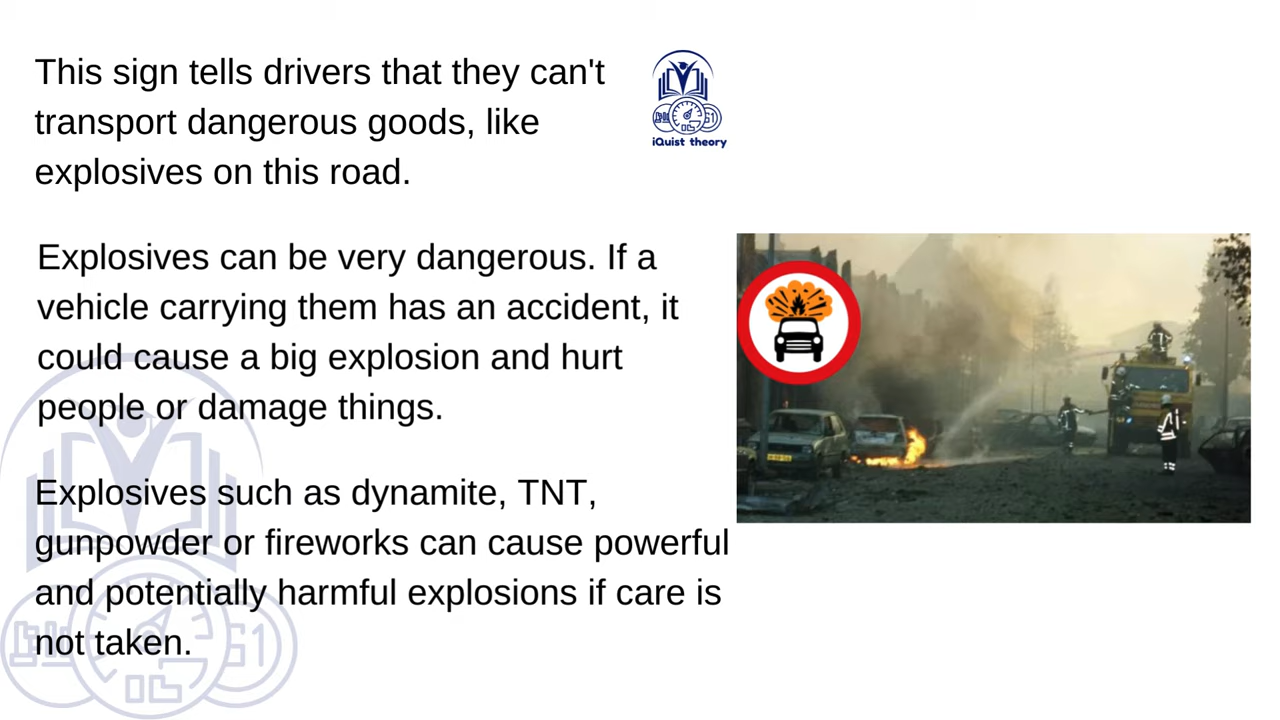 This sign tells drivers that they can't
transport dangerous goods, like
explosives on this road.
iQuist theory
Explosives can be very dangerous. If a
vehicle carrying them has an accident, it
could cause a big explosion and hurt
people or damage things.
Explosives such as dynamite, TNT,
gunpowder or fireworks can cause powerful
and potentially harmful explosions if care is
not taken.